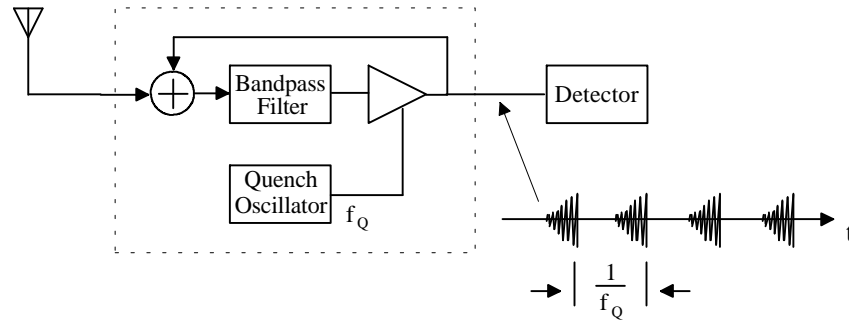 Bandpass
Filter
Detector
Quench
Oscillator
f_Q
t
1
f_Q